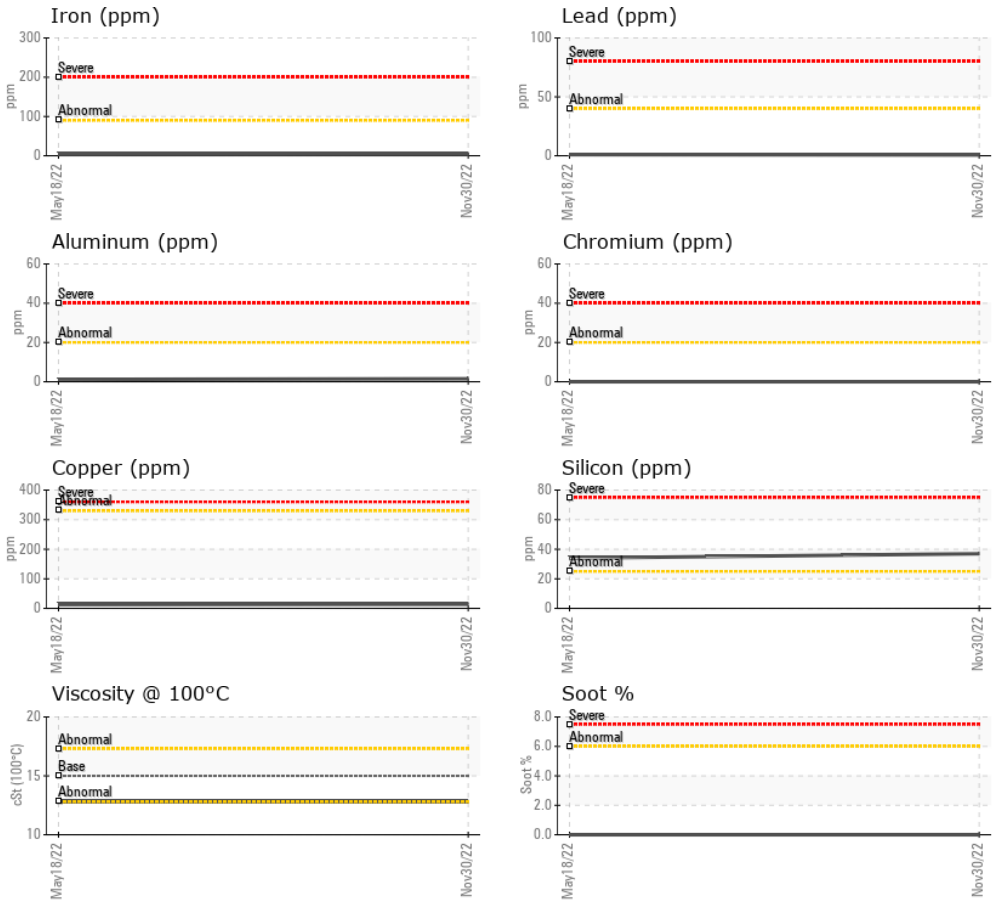 Iron (ppm)
300
200
100
0
ppm
Severe
Abnormal
May18/22
Nov30/22
Lead (ppm)
100
50
0
ppm
Severe
Abnormal
May18/22
Nov30/22
Aluminum (ppm)
60
40
20
0
ppm
Severe
Abnormal
May18/22
Nov30/22
Chromium (ppm)
60
40
20
0
ppm
Severe
Abnormal
May18/22
Nov30/22
Copper (ppm)
400
300
200
100
0
ppm
Severe
Abnormal
May18/22
Nov30/22
Silicon (ppm)
80
60
40
20
0
ppm
Severe
Abnormal
May18/22
Nov30/22
Viscosity @ 100°C
20
15
10
cSt (100°C)
Abnormal
Base
Abnormal
May18/22
Nov30/22
Soot %
8.0
6.0
4.0
2.0
0.0
Soot %
Severe
Abnormal
May18/22
Nov30/22